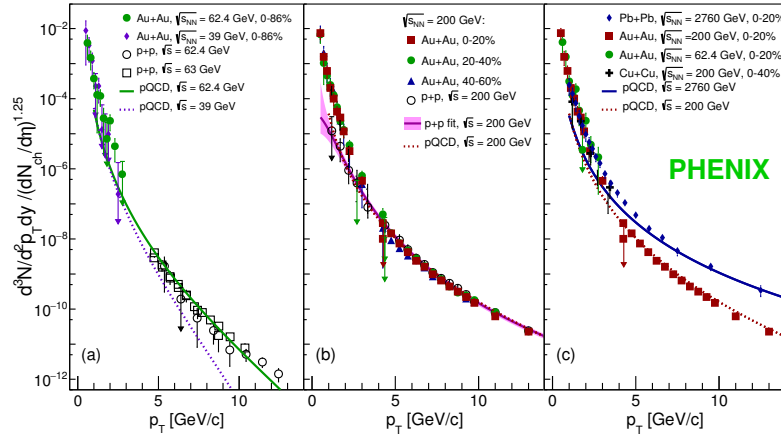 d³N/d²p_T dy /(dN_ch/dη)^1.25
10⁻²
10⁻⁴
10⁻⁶
10⁻⁸
10⁻¹⁰
10⁻¹²
Au+Au, √s_NN = 62.4 GeV, 0-86%
Au+Au, √s_NN = 39 GeV, 0-86%
p+p, √s = 62.4 GeV
p+p, √s = 63 GeV
pQCD, √s = 62.4 GeV
pQCD, √s = 39 GeV
(a)
0 5 10
p_T [GeV/c]
√s_NN = 200 GeV:
Au+Au, 0-20%
Au+Au, 20-40%
Au+Au, 40-60%
p+p, √s = 200 GeV
p+p fit, √s = 200 GeV
pQCD, √s = 200 GeV
(b)
0 5 10
p_T [GeV/c]
Pb+Pb, √s_NN = 2760 GeV, 0-20%
Au+Au, √s_NN =200 GeV, 0-20%
Au+Au, √s_NN = 62.4 GeV, 0-20%
Cu+Cu, √s_NN = 200 GeV, 0-40%
pQCD, √s = 2760 GeV
pQCD, √s = 200 GeV
PHENIX
(c)
0 5 10
p_T [GeV/c]